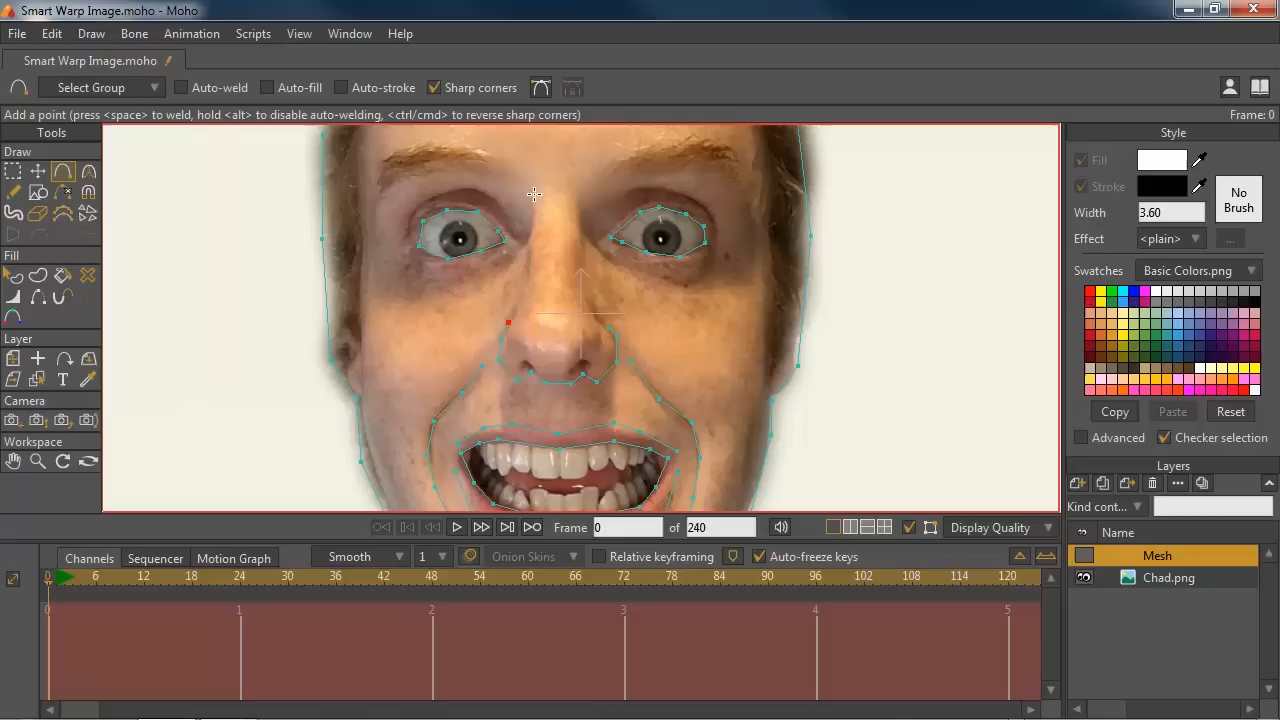 Smart Warp Image.moho - Moho
File Edit Draw Bone Animation Scripts View Window Help
Smart Warp Image.moho
Select Group Auto-weld Auto-fill Auto-stroke Sharp corners
Add a point (press <space> to weld, hold <alt> to disable auto-welding, <ctrl/cmd> to reverse sharp corners) Frame: 0
Tools
Draw
Fill
Layer
Camera
Workspace
Style
Fill
Stroke
No
Brush
Width 3.60
Effect <plain> ...
Swatches Basic Colors.png
Copy Paste Reset
Advanced Checker selection
Layers
Kind cont...
Name
Mesh
Chad.png
Frame 0 of 240 Display Quality
Channels Sequencer Motion Graph Smooth 1 Onion Skins Relative keyframing Auto-freeze keys
0 6 12 18 24 30 36 42 48 54 60 66 72 78 84 90 96 102 108 114 120
0 1 2 3 4 5